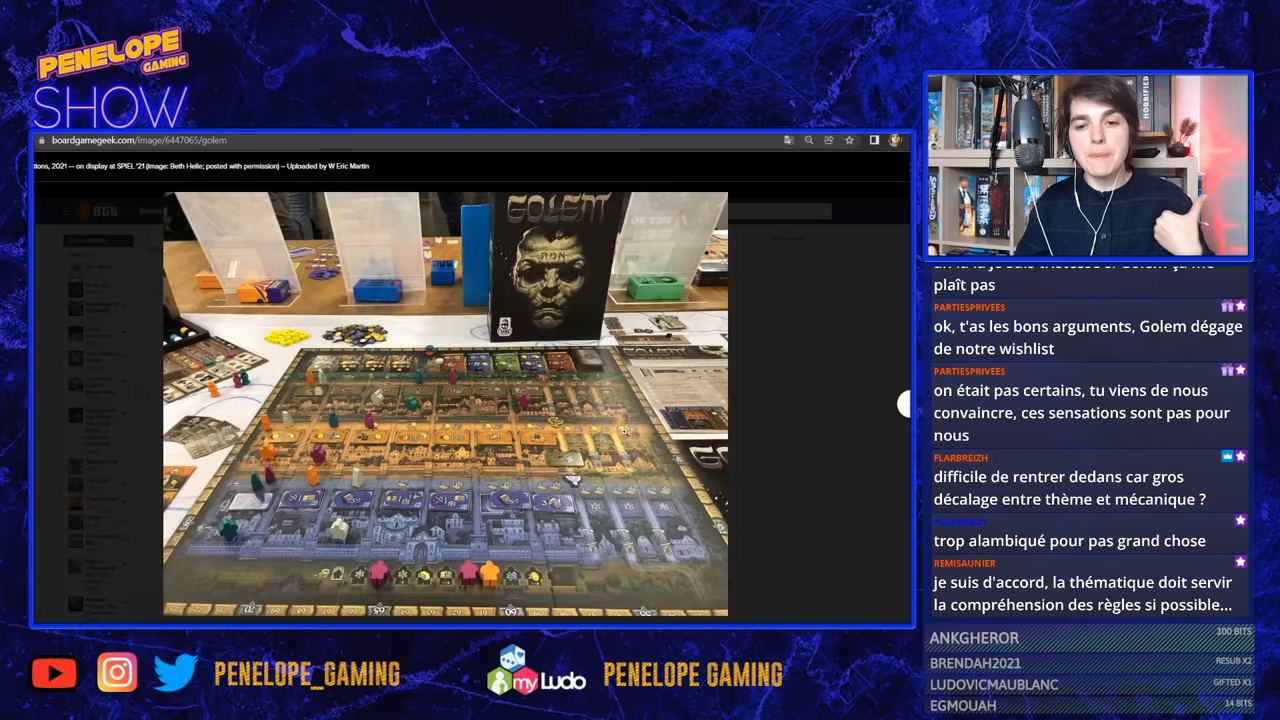 PENELOPE
GAMING
SHOW
boardgamegeek.com/image/6447065/golem
tions, 2021 — on display at SPIEL '21 (image: Beth Heile; posted with permission) – Uploaded by W Eric Martin
BGG
GOLEM
אמת
HORRIFIED
DETECTIVE
plaît pas
PARTIESPRIVEES
ok, t'as les bons arguments, Golem dégage
de notre wishlist
PARTIESPRIVEES
on était pas certains, tu viens de nous
convaincre, ces sensations sont pas pour
nous
FLARBREIZH
difficile de rentrer dedans car gros
décalage entre thème et mécanique ?
trop alambiqué pour pas grand chose
REMISAUNIER
je suis d'accord, la thématique doit servir
la compréhension des règles si possible...
ANKGHEROR 100 BITS
BRENDAH2021 RESUB X2
LUDOVICMAUBLANC GIFTED X1
EGMOUAH 14 BITS
PENELOPE_GAMING
myLudo
PENELOPE GAMING